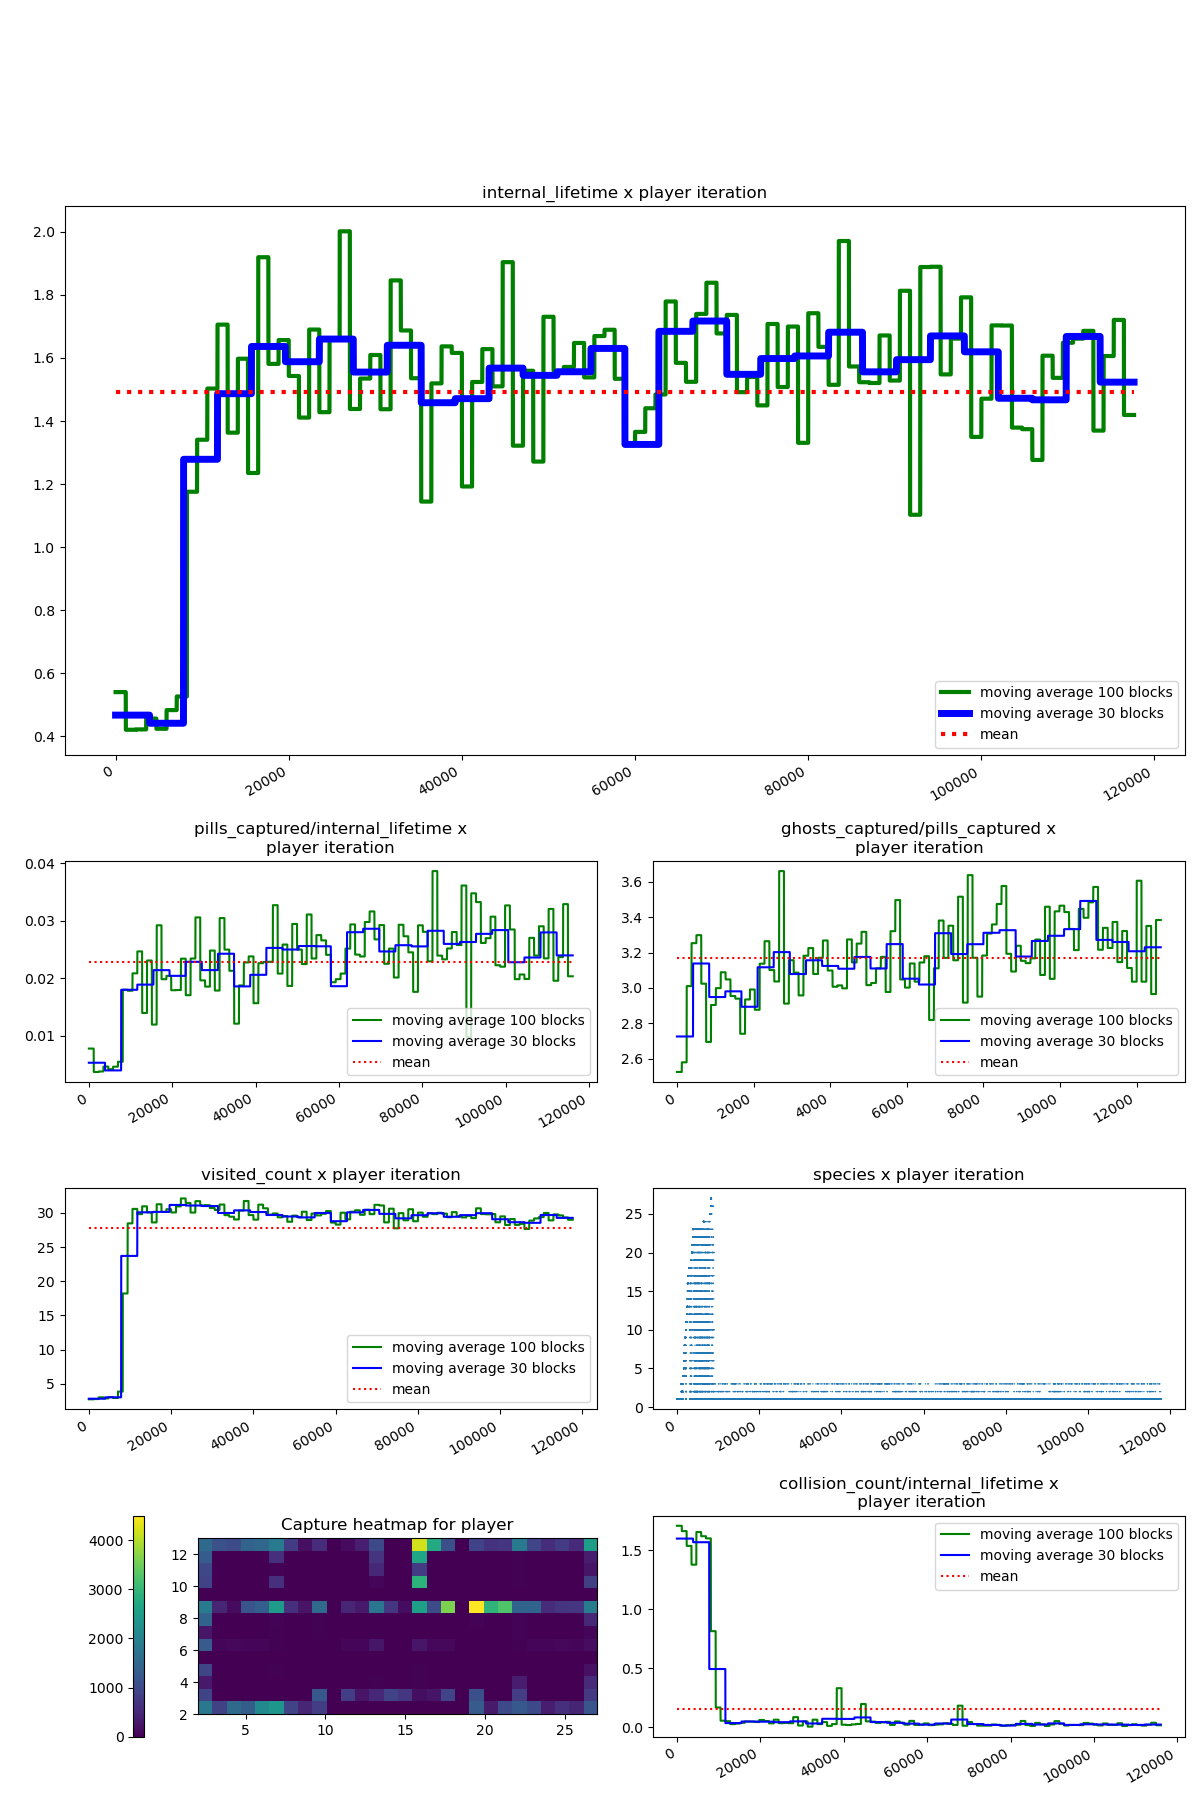 internal_lifetime x player iteration
2.0
1.8
1.6
1.4
1.2
1.0
0.8
0.6
0.4
moving average 100 blocks
moving average 30 blocks
mean
0 20000 40000 60000 80000 100000 120000
pills_captured/internal_lifetime x
player iteration
0.04
0.03
0.02
0.01
moving average 100 blocks
moving average 30 blocks
mean
0 20000 40000 60000 80000 100000 120000
ghosts_captured/pills_captured x
player iteration
3.6
3.4
3.2
3.0
2.8
2.6
moving average 100 blocks
moving average 30 blocks
mean
0 2000 4000 6000 8000 10000 12000
visited_count x player iteration
30
25
20
15
10
5
moving average 100 blocks
moving average 30 blocks
mean
0 20000 40000 60000 80000 100000 120000
species x player iteration
25
20
15
10
5
0
0 20000 40000 60000 80000 100000 120000
4000
3000
2000
1000
0
Capture heatmap for player
12
10
8
6
4
2
5 10 15 20 25
collision_count/internal_lifetime x
player iteration
1.5
1.0
0.5
0.0
moving average 100 blocks
moving average 30 blocks
mean
0 20000 40000 60000 80000 100000 120000